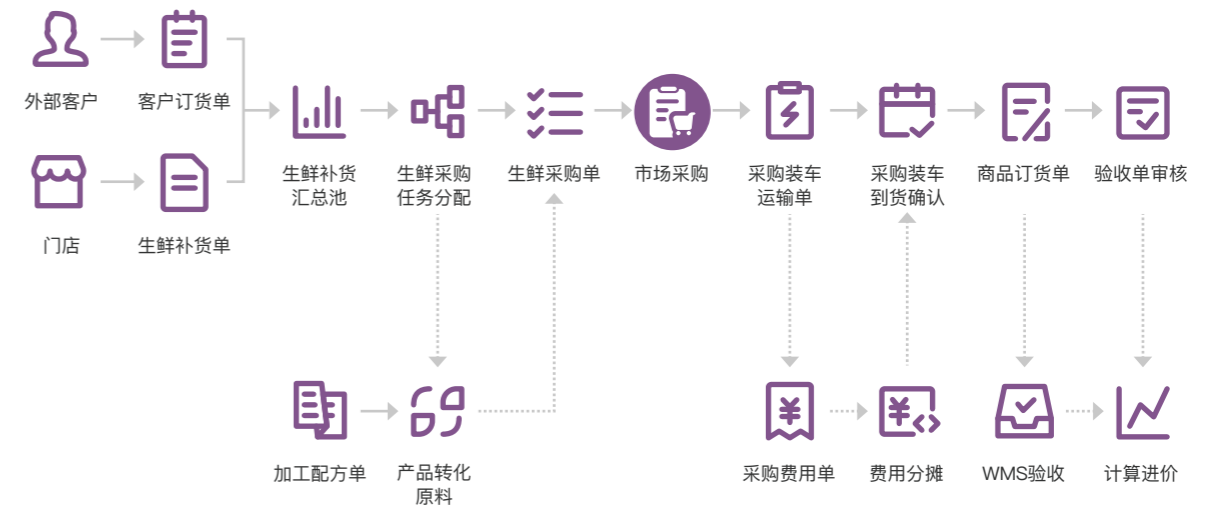 外部客户
客户订货单
生鲜补货
汇总池
生鲜采购
任务分配
生鲜采购单
市场采购
采购装车
运输单
采购装车
到货确认
商品订货单
验收单审核
门店
生鲜补货单
加工配方单
产品转化
原料
采购费用单
费用分摊
WMS验收
计算进价